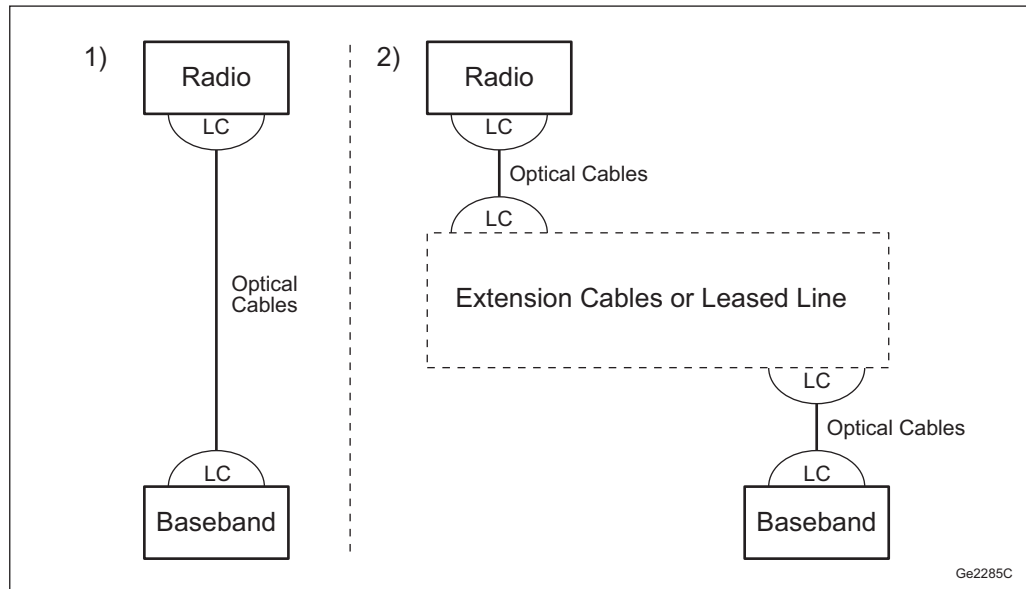 1)
Radio
LC
Optical
Cables
LC
Baseband
2)
Radio
LC
Optical Cables
LC
Extension Cables or Leased Line
LC
Optical Cables
LC
Baseband
Ge2285C